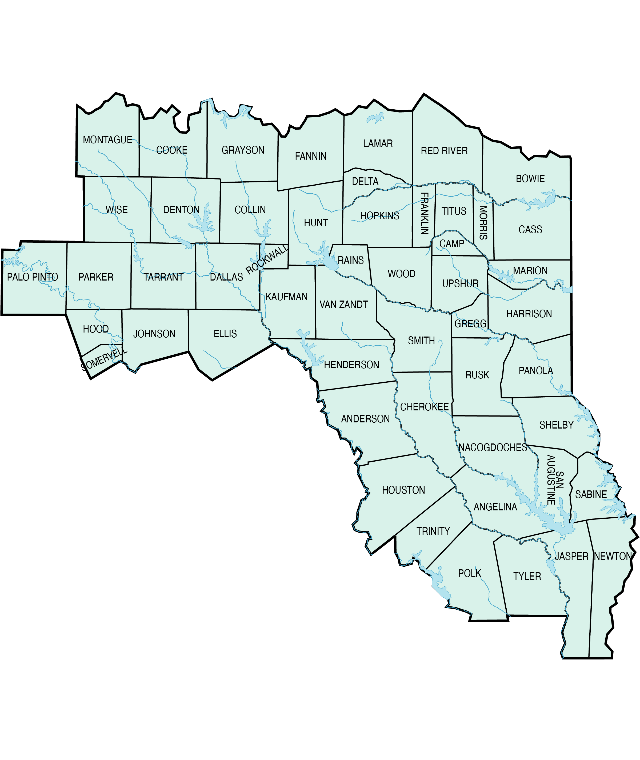 MONTAGUE
COOKE
GRAYSON
FANNIN
LAMAR
RED RIVER
BOWIE
DELTA
WISE
DENTON
COLLIN
HUNT
HOPKINS
FRANKLIN
TITUS
MORRIS
CASS
CAMP
PALO PINTO
PARKER
TARRANT
DALLAS
ROCKWALL
RAINS
WOOD
UPSHUR
MARION
KAUFMAN
VAN ZANDT
HARRISON
GREGG
HOOD
JOHNSON
ELLIS
SMITH
SOMERVELL
HENDERSON
RUSK
PANOLA
ANDERSON
CHEROKEE
SHELBY
NACOGDOCHES
SAN
AUGUSTINE
SABINE
HOUSTON
ANGELINA
TRINITY
POLK
TYLER
JASPER
NEWTON